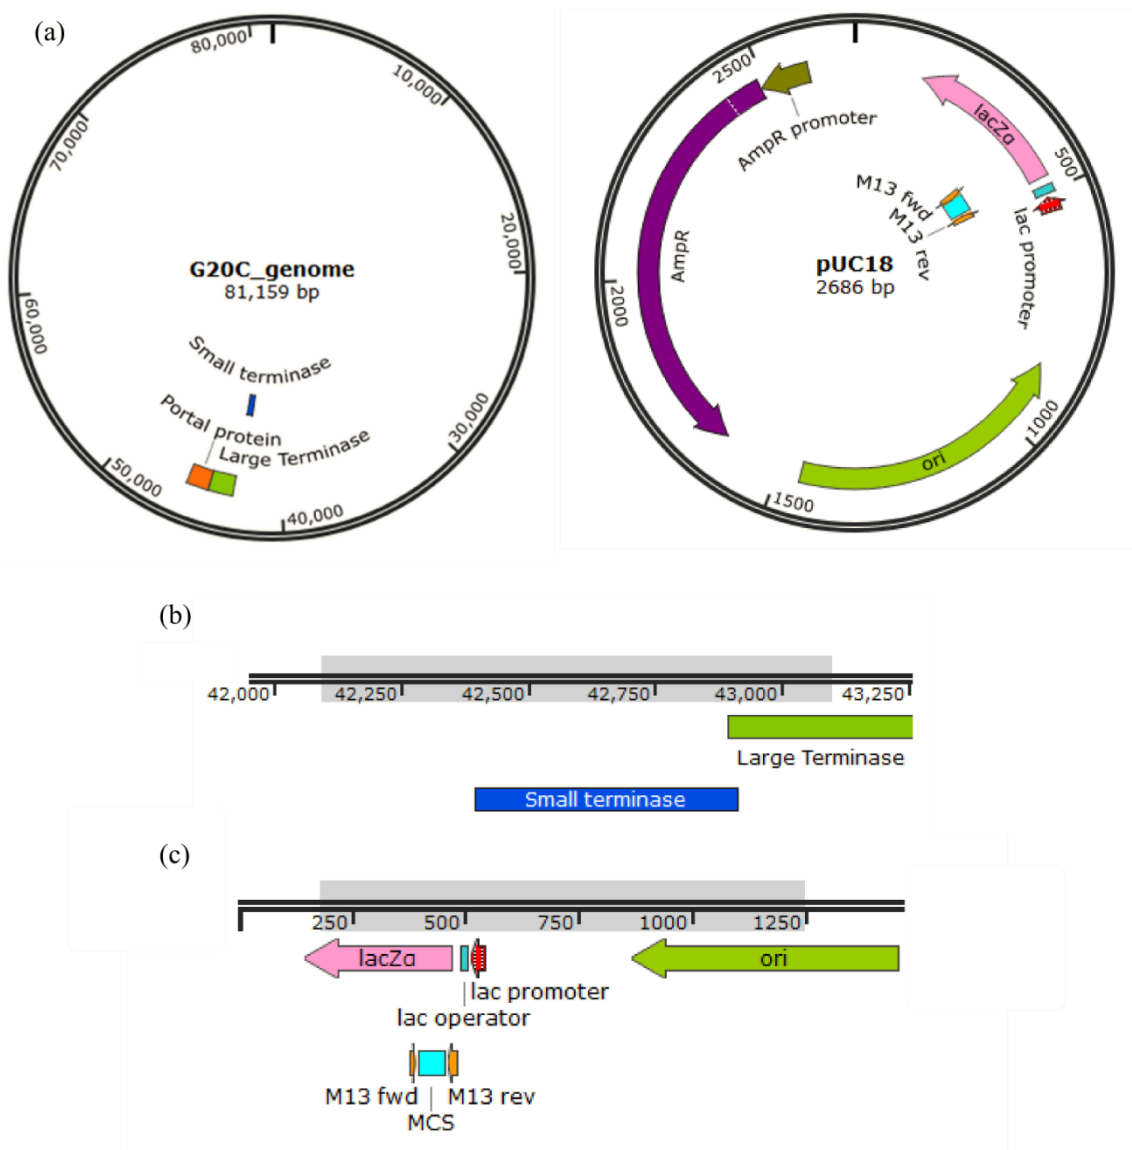 (a)
80,000
10,000
70,000
20,000
G20C_genome
81,159 bp
60,000
Small terminase
Portal protein
Large Terminase
30,000
50,000
40,000
2500
AmpR promoter
lacZα
500
M13 fwd
M13 rev
lac promoter
AmpR
pUC18
2686 bp
2000
1000
ori
1500
(b)
42,000 42,250 42,500 42,750 43,000 43,250
Large Terminase
Small terminase
(c)
250 500 750 1000 1250
lacZα ori
lac promoter
lac operator
M13 fwd M13 rev
MCS